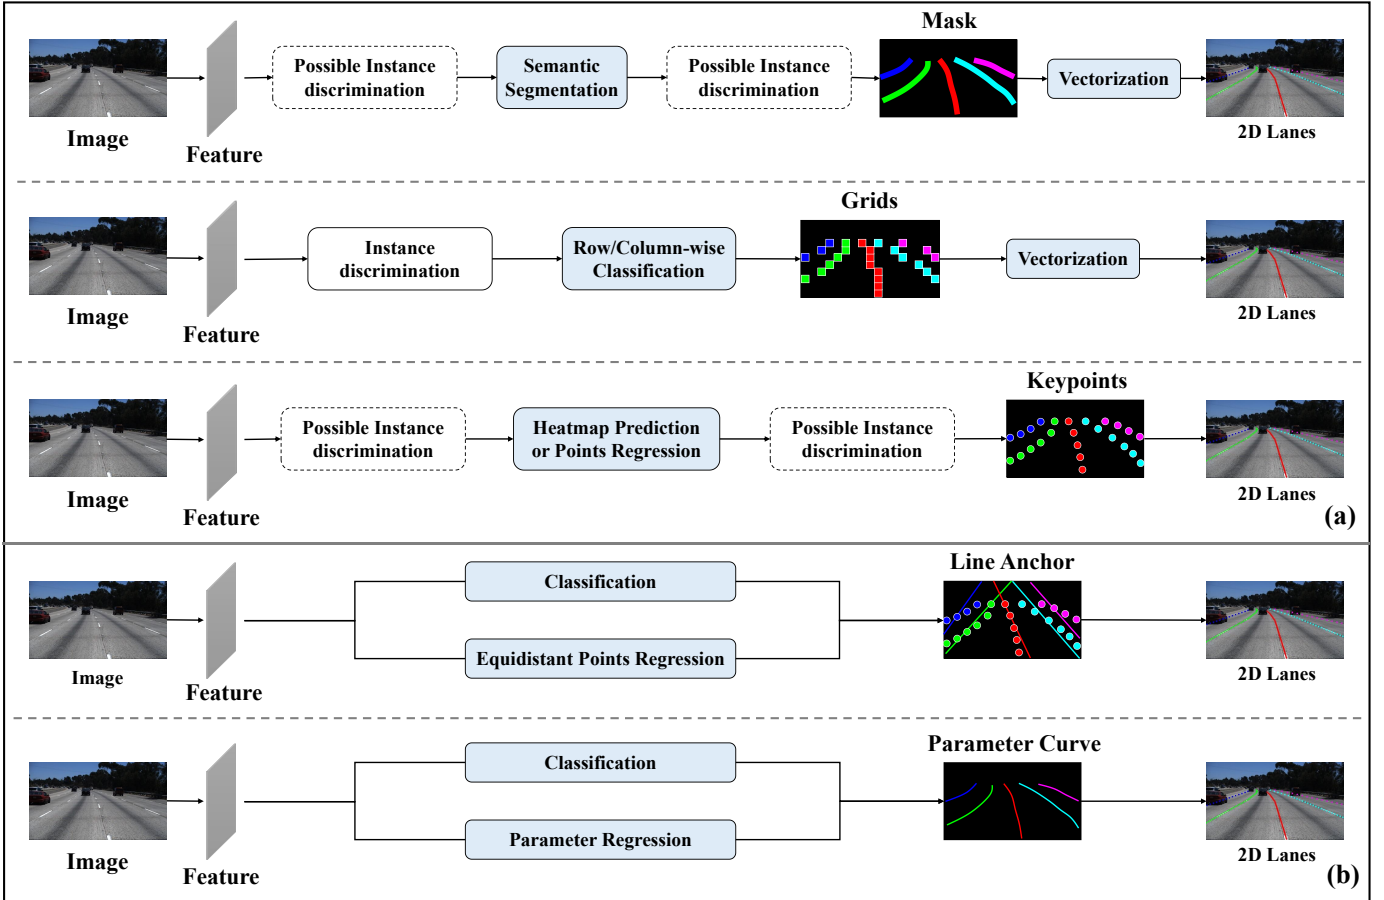 Mask
Possible Instance
discrimination
Semantic
Segmentation
Possible Instance
discrimination
Vectorization
Image
Feature
2D Lanes
Grids
Instance
discrimination
Row/Column-wise
Classification
Vectorization
Image
Feature
2D Lanes
Keypoints
Possible Instance
discrimination
Heatmap Prediction
or Points Regression
Possible Instance
discrimination
Image
Feature
2D Lanes
(a)
Line Anchor
Classification
Equidistant Points Regression
Image
Feature
2D Lanes
Parameter Curve
Classification
Parameter Regression
Image
Feature
2D Lanes
(b)